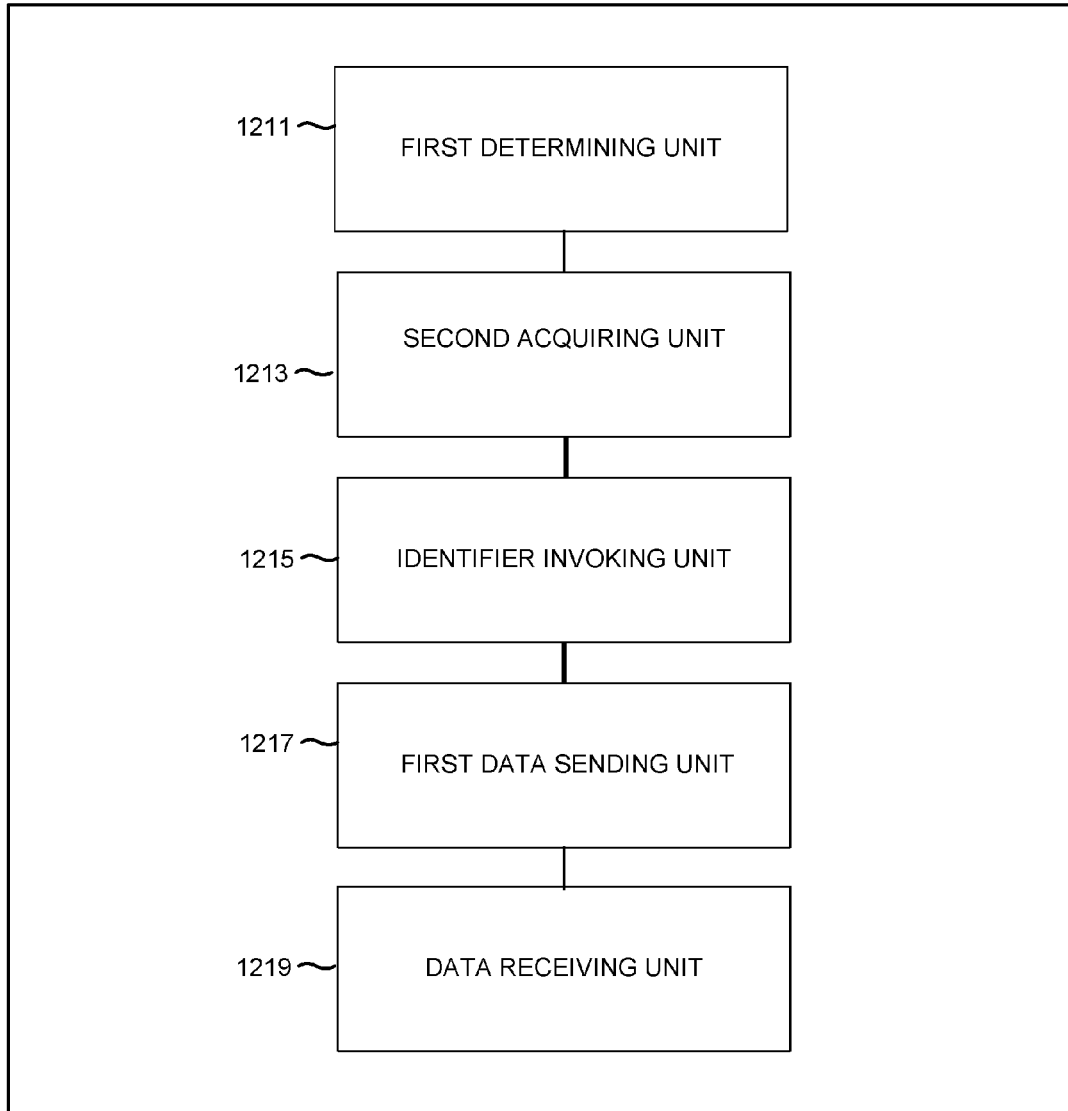 1211
FIRST DETERMINING UNIT
SECOND ACQUIRING UNIT
1213
1215
IDENTIFIER INVOKING UNIT
1217
FIRST DATA SENDING UNIT
1219
DATA RECEIVING UNIT